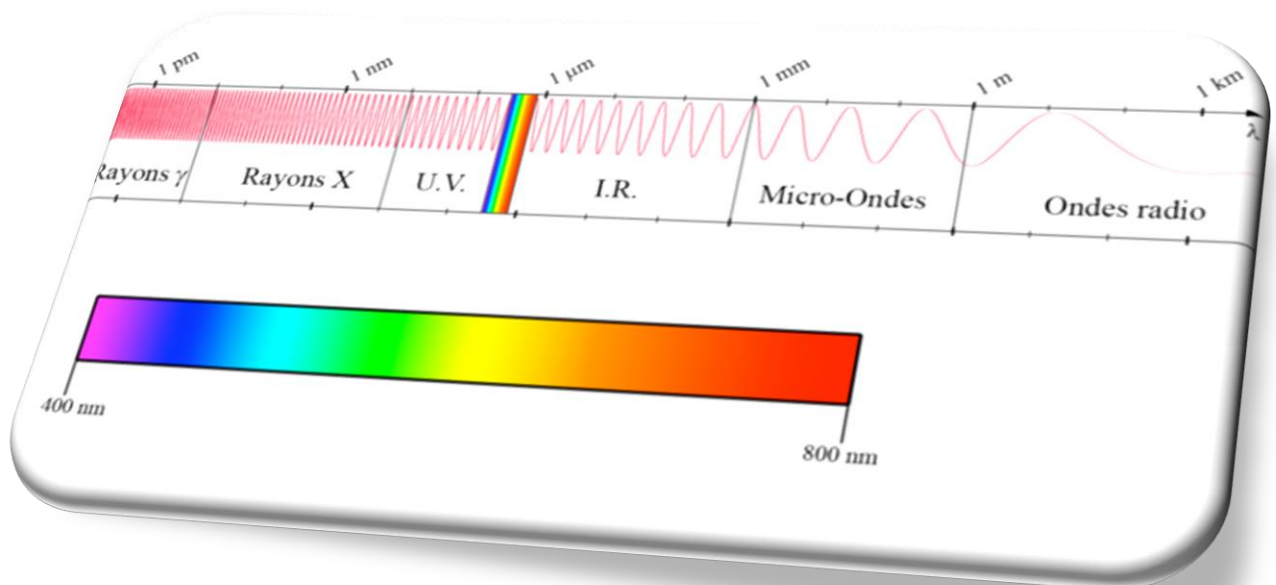 1 pm 1 nm 1 μm 1 mm 1 m 1 km
λ
Rayons γ Rayons X U.V. I.R. Micro-Ondes Ondes radio
400 nm
800 nm